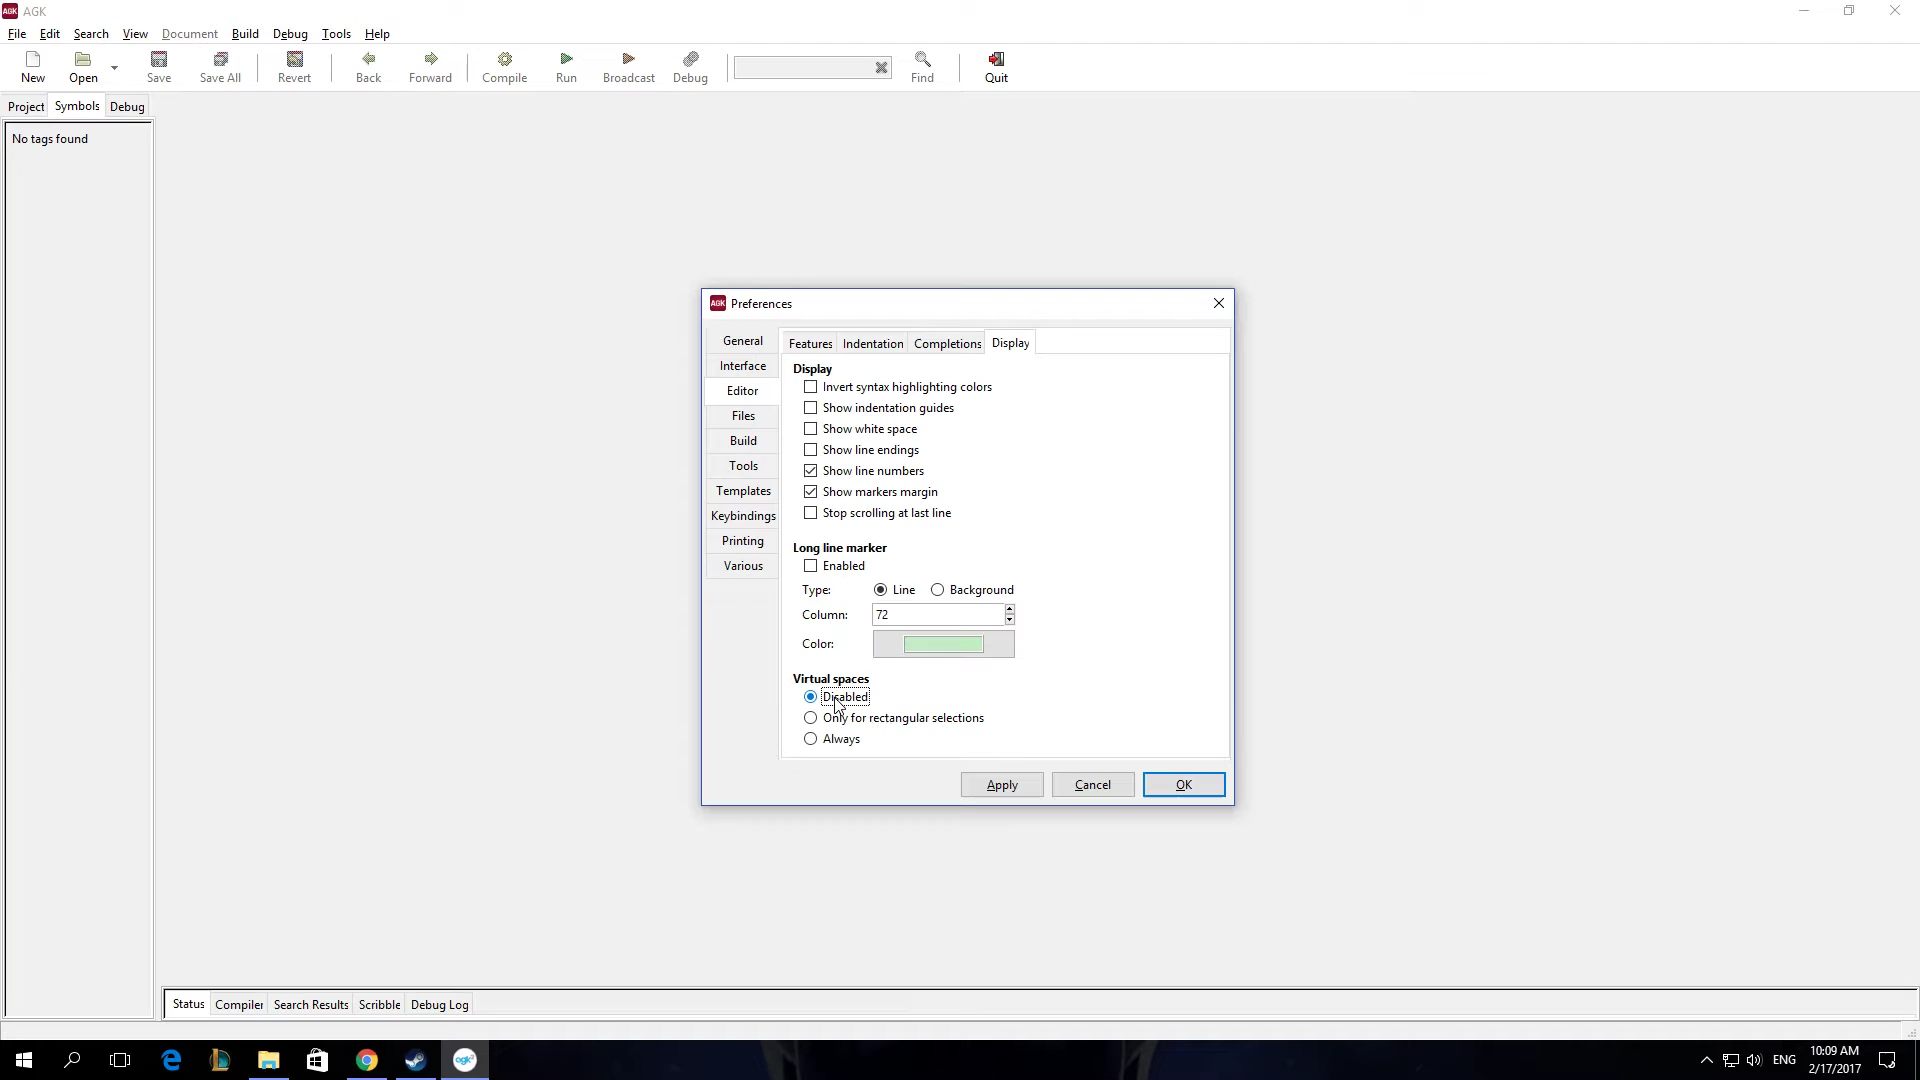 AGK AGK
File Edit Search View Document Build Debug Tools Help
New Open Save Save All Revert Back Forward Compile Run Broadcast Debug Find Quit
Project Symbols Debug
No tags found
AGK Preferences
General
Interface
Editor
Files
Build
Tools
Templates
Keybindings
Printing
Various
Features Indentation Completions Display
Display
Invert syntax highlighting colors
Show indentation guides
Show white space
Show line endings
Show line numbers
Show markers margin
Stop scrolling at last line
Long line marker
Enabled
Type: Line Background
Column: 72
Color:
Virtual spaces
Disabled
Only for rectangular selections
Always
Apply Cancel OK
Status Compiler Search Results Scribble Debug Log
agk2 ENG 10:09 AM
2/17/2017